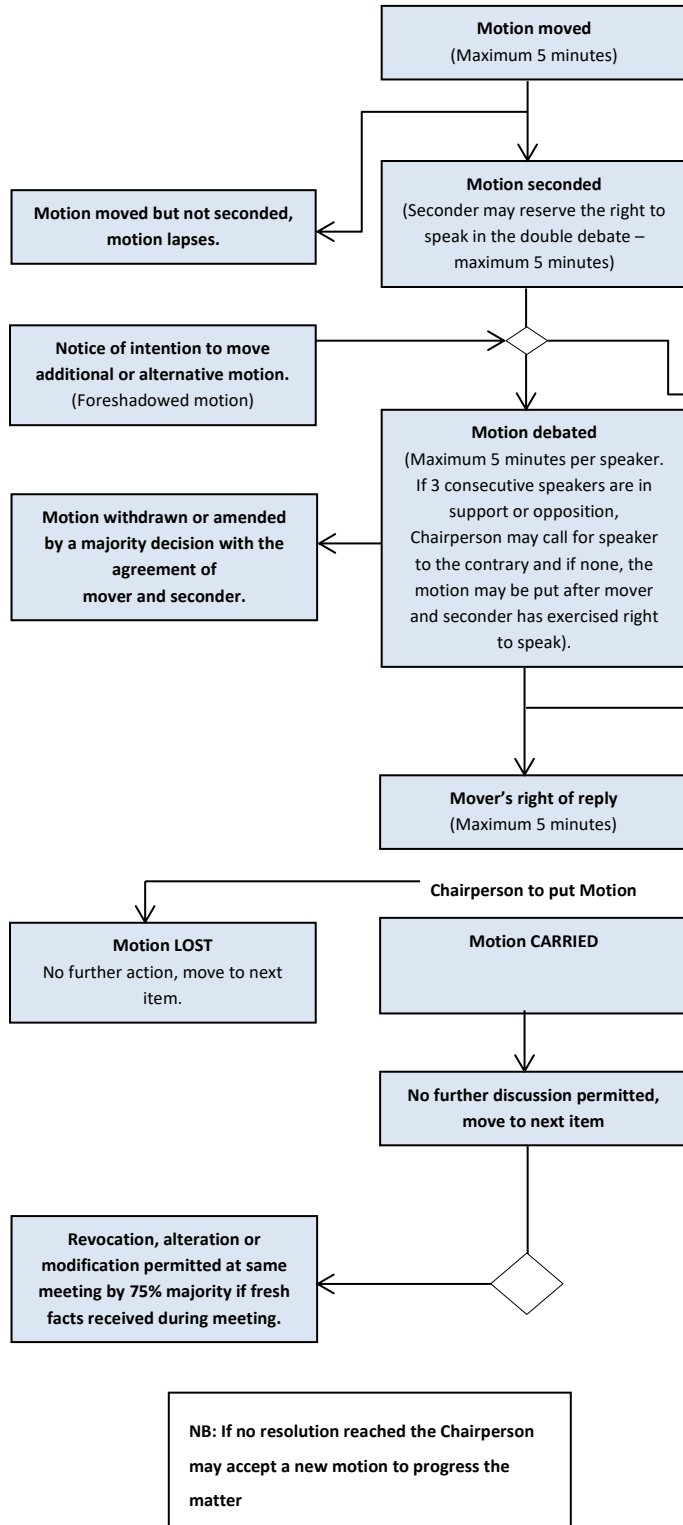 Motion moved
(Maximum 5 minutes)
Motion seconded
(Seconder may reserve the right to
speak in the double debate –
maximum 5 minutes)
Motion moved but not seconded,
motion lapses.
Notice of intention to move
additional or alternative motion.
(Foreshadowed motion)
Motion debated
(Maximum 5 minutes per speaker.
If 3 consecutive speakers are in
support or opposition,
Chairperson may call for speaker
to the contrary and if none, the
motion may be put after mover
and seconder has exercised right
to speak).
Motion withdrawn or amended
by a majority decision with the
agreement of
mover and seconder.
Mover’s right of reply
(Maximum 5 minutes)
Chairperson to put Motion
Motion LOST
No further action, move to next
item.
Motion CARRIED
No further discussion permitted,
move to next item
Revocation, alteration or
modification permitted at same
meeting by 75% majority if fresh
facts received during meeting.
NB: If no resolution reached the Chairperson
may accept a new motion to progress the
matter